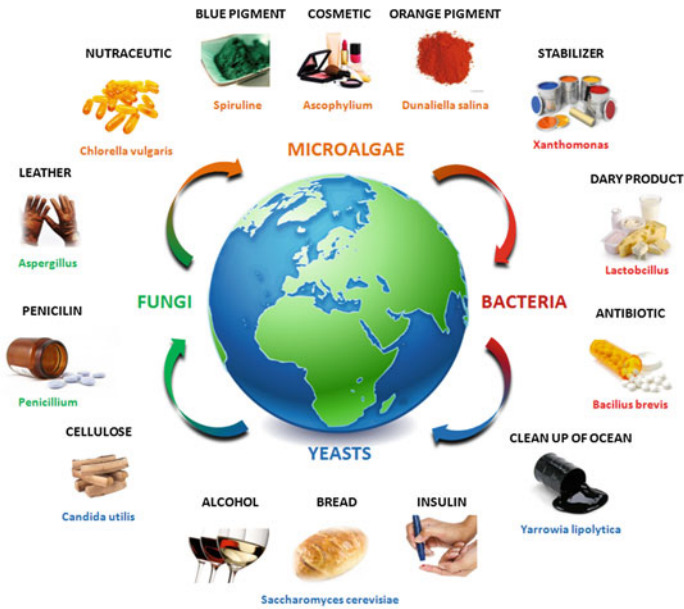 BLUE PIGMENT
COSMETIC
ORANGE PIGMENT
NUTRACEUTIC
STABILIZER
Spiruline
Ascophylium
Dunaliella salina
Chlorella vulgaris
Xanthomonas
MICROALGAE
LEATHER
DARY PRODUCT
Aspergillus
Lactobcillus
FUNGI
BACTERIA
PENICILIN
ANTIBIOTIC
Penicillium
Bacilius brevis
CELLULOSE
CLEAN UP OF OCEAN
YEASTS
Candida utilis
Yarrowia lipolytica
ALCOHOL
BREAD
INSULIN
Saccharomyces cerevisiae